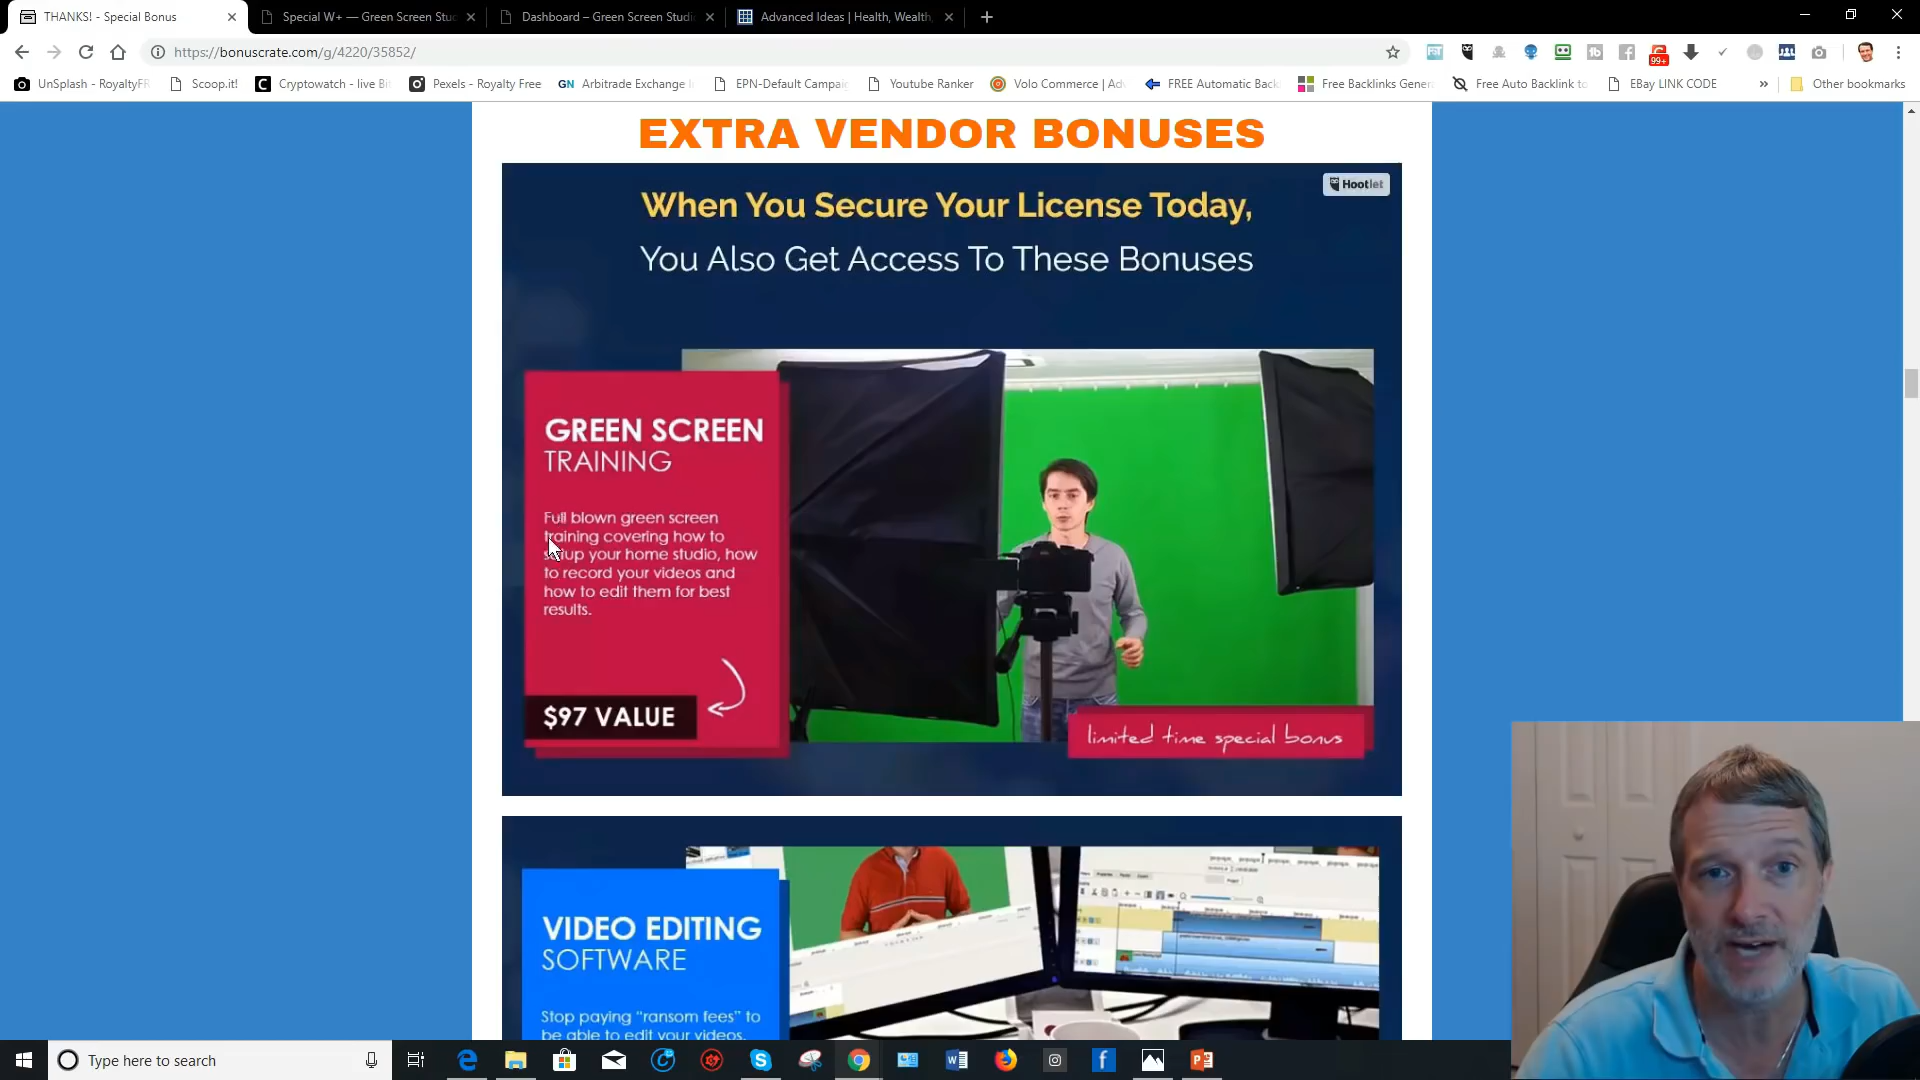 THANKS! - Special Bonus
Special W+ — Green Screen Stud
Dashboard – Green Screen Studio
Advanced Ideas | Health, Wealth,
https://bonuscrate.com/g/4220/35852/
99+
UnSplash - RoyaltyFR
Scoop.it!
Cryptowatch - live Bi
Pexels - Royalty Free
GN Arbitrade Exchange
EPN-Default Campai
Youtube Ranker
Volo Commerce | Ad
FREE Automatic Back
Free Backlinks Gener
Free Auto Backlink to
EBay LINK CODE
»
Other bookmarks
EXTRA VENDOR BONUSES
Hootlet
When You Secure Your License Today,
You Also Get Access To These Bonuses
GREEN SCREEN
TRAINING
Full blown green screen
training covering how to
setup your home studio, how
to record your videos and
how to edit them for best
results.
$97 VALUE
limited time special bonus
VIDEO EDITING
SOFTWARE
Stop paying “ransom fees” to
be able to edit your videos.
Type here to search